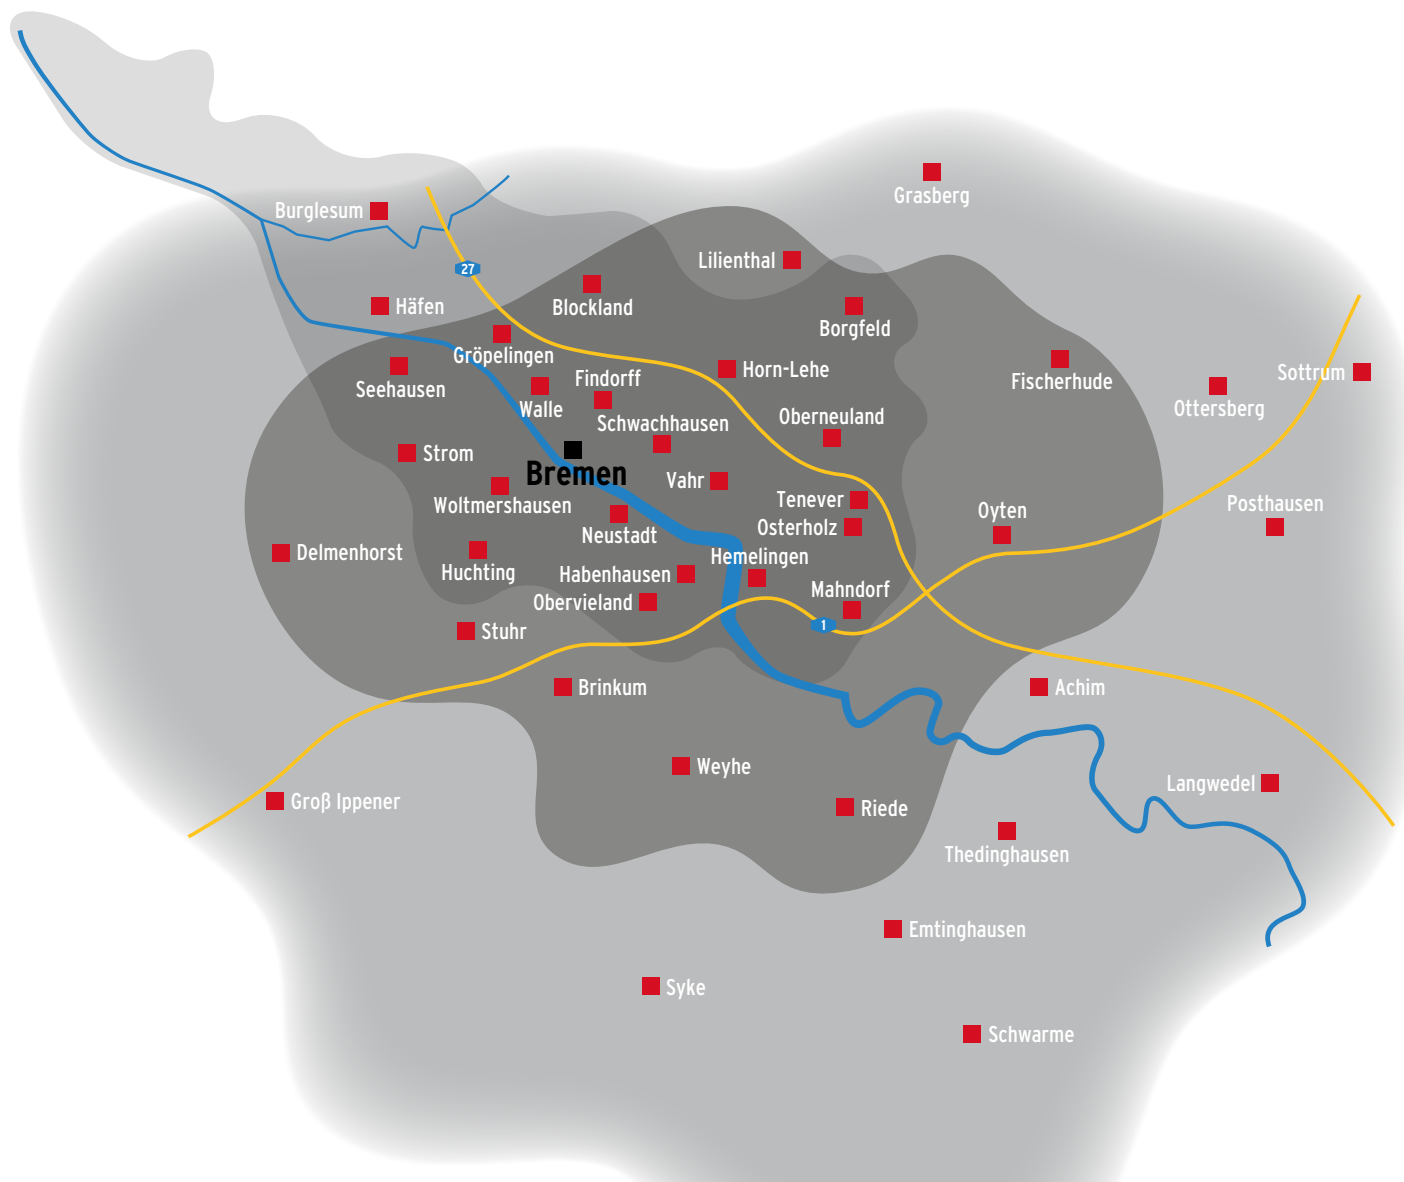 Grasberg
Burglesum
Lilienthal
27
Häfen
Blockland
Borgfeld
Gröpelingen
Horn-Lehe
Sottrum
Findorff
Fischerhude
Seehausen
Walle
Ottersberg
Oberneuland
Schwachhausen
Strom
Bremen
Vahr
Tenever
Posthausen
Woltmershausen
Oyten
Osterholz
Neustadt
Delmenhorst
Hemelingen
Huchting
Habenhausen
Mahndorf
Obervieland
1
Stuhr
Brinkum
Achim
Weyhe
Langwedel
Groß Ippener
Riede
Thedinghausen
Emtinghausen
Syke
Schwarme